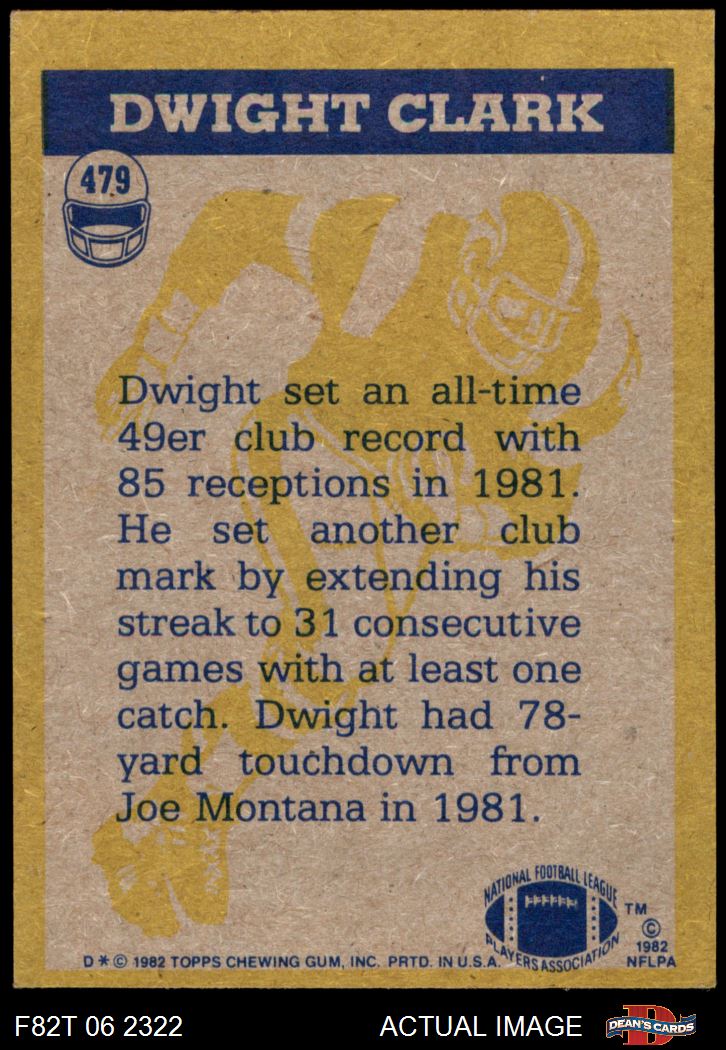 DWIGHT CLARK
479
Dwight set an all-time
49er club record with
85 receptions in 1981.
He set another club
mark by extending his
streak to 31 consecutive
games with at least one
catch. Dwight had 78-
yard touchdown from
Joe Montana in 1981.
NATIONAL FOOTBALL LEAGUE
PLAYERS ASSOCIATION
TM
©
1982
NFLPA
D * © 1982 TOPPS CHEWING GUM, INC. PRTD. IN U.S.A.
F82T 06 2322
ACTUAL IMAGE
D
DEAN'S CARDS